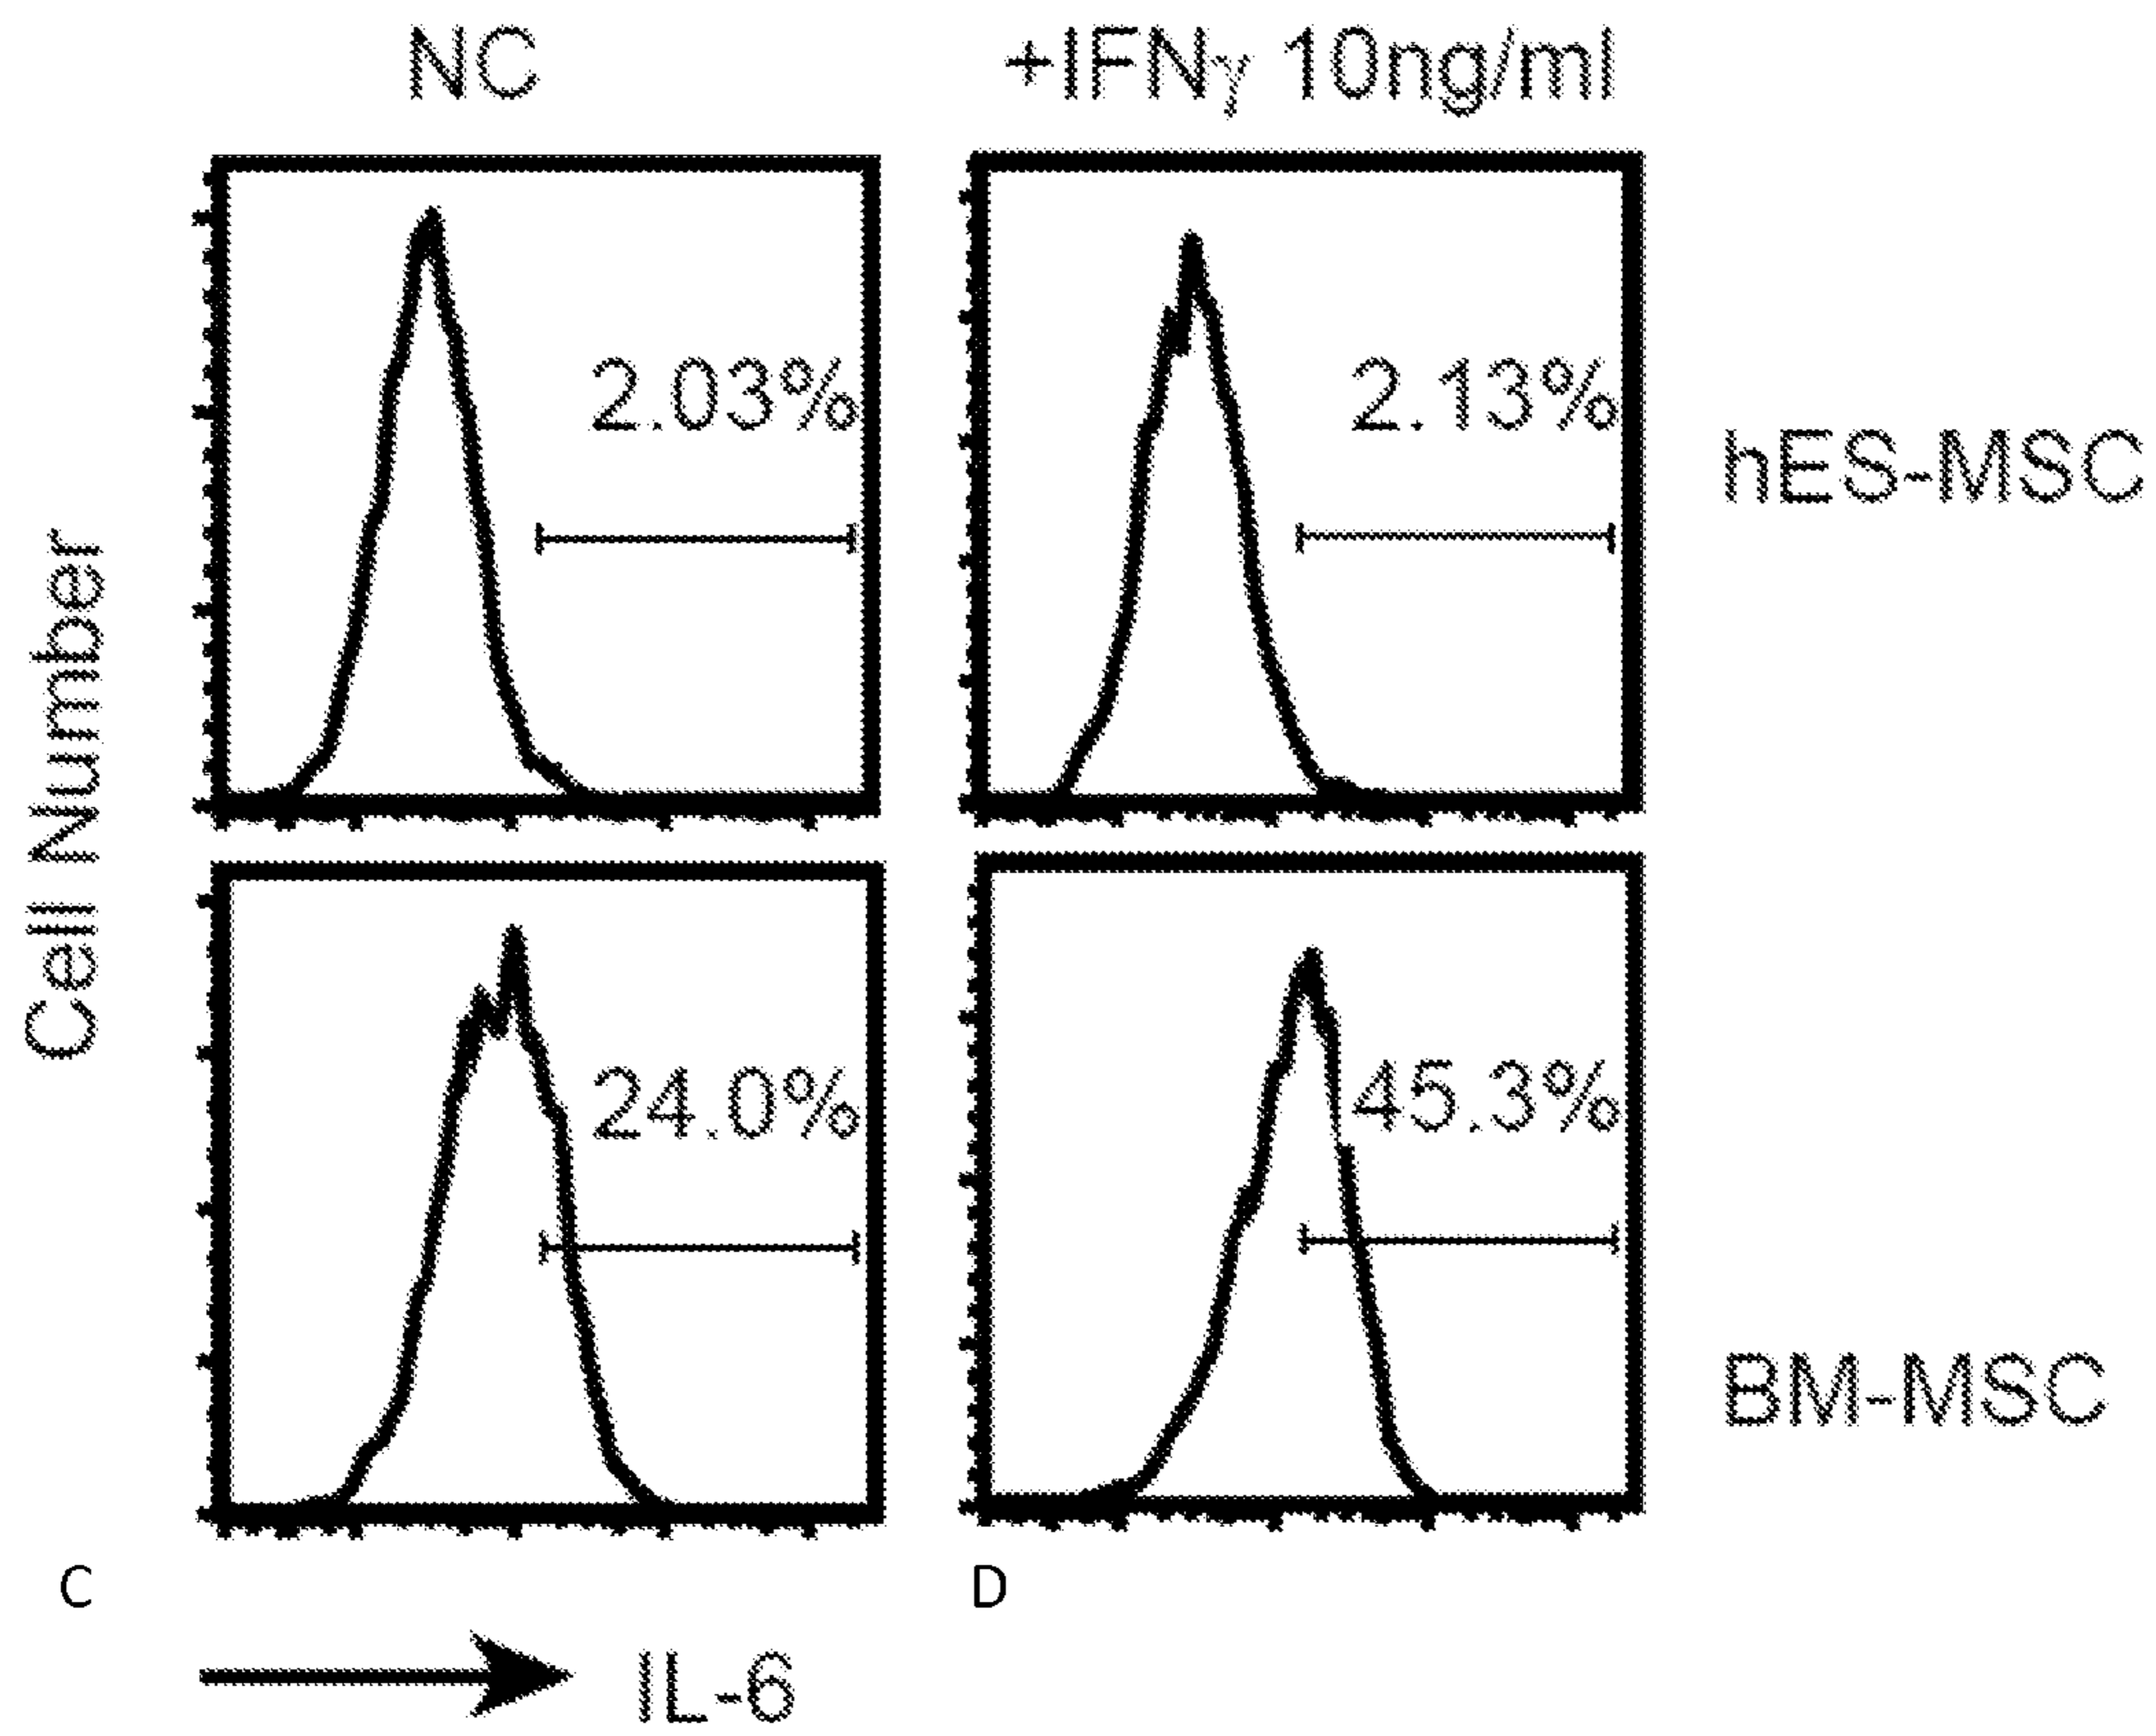 NC
+IFNγ 10ng/ml
2.03%
2.13%
hES-MSC
Cell Number
24.0%
45.3%
BM-MSC
C
D
IL-6